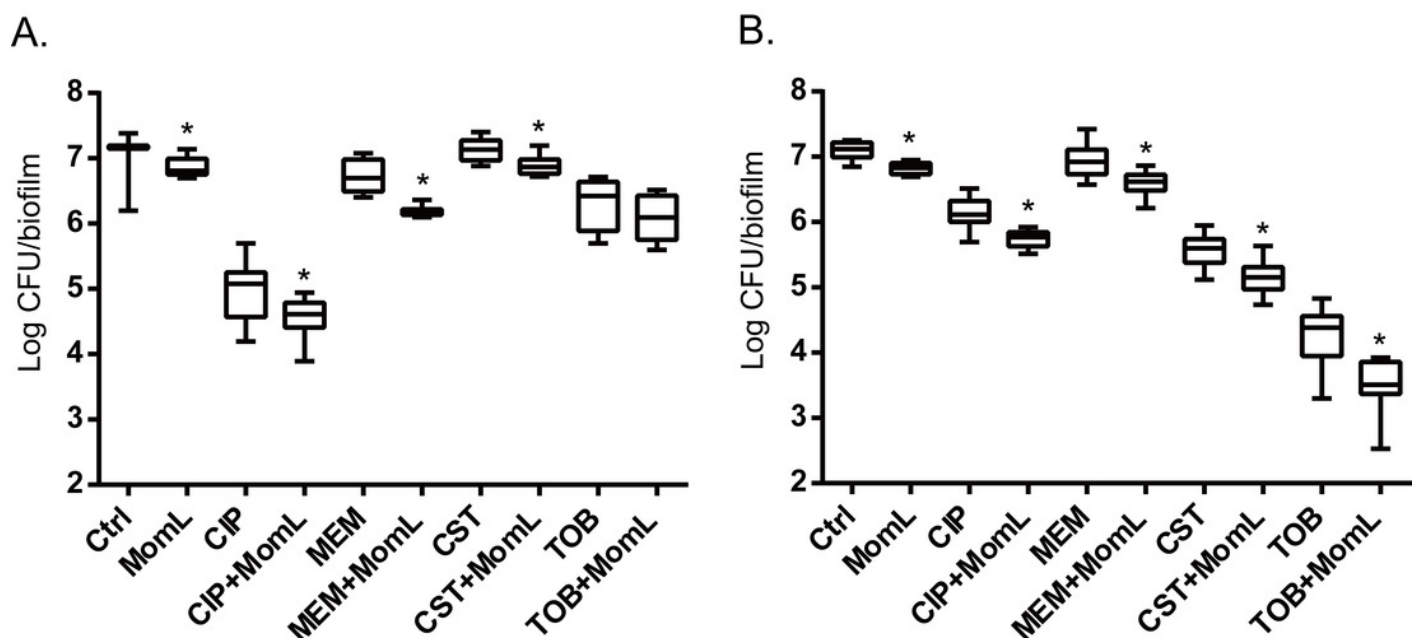 A.
Log CFU/biofilm
8
7
6
5
4
3
2
*
*
*
*
Ctrl
MomL
CIP
CIP+MomL
MEM
MEM+MomL
CST
CST+MomL
TOB
TOB+MomL
B.
Log CFU/biofilm
8
7
6
5
4
3
2
*
*
*
*
*
Ctrl
MomL
CIP
CIP+MomL
MEM
MEM+MomL
CST
CST+MomL
TOB
TOB+MomL